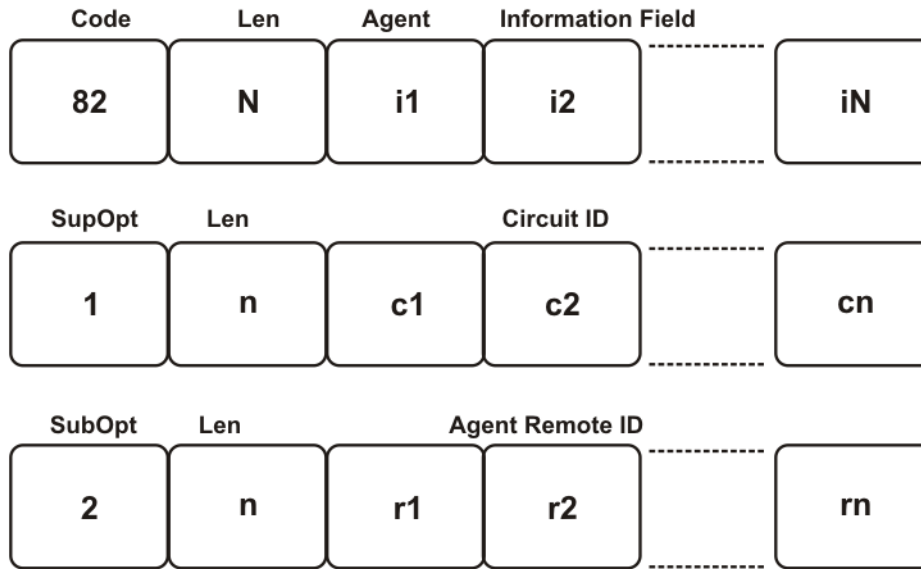 Code Len Agent Information Field
82 N i1 i2 iN
SupOpt Len Circuit ID
1 n c1 c2 cn
SubOpt Len Agent Remote ID
2 n r1 r2 rn